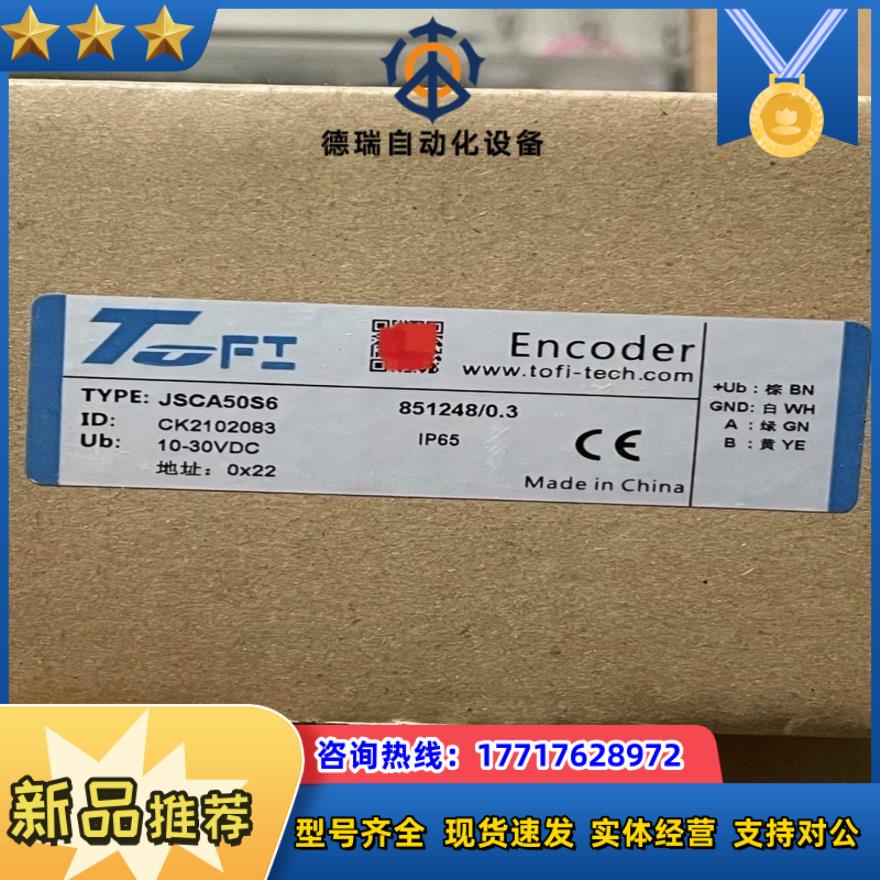 德瑞自动化设备
TOFI
Encoder
www.tofi-tech.com
TYPE: JSCA50S6
851248/0.3
ID: CK2102083
IP65
Ub: 10-30VDC
地址: 0x22
CE
Made in China
+Ub : 棕 BN
GND: 白 WH
A : 绿 GN
B : 黄 YE
咨询热线：17717628972
新品推荐
型号齐全 现货速发 实体经营 支持对公